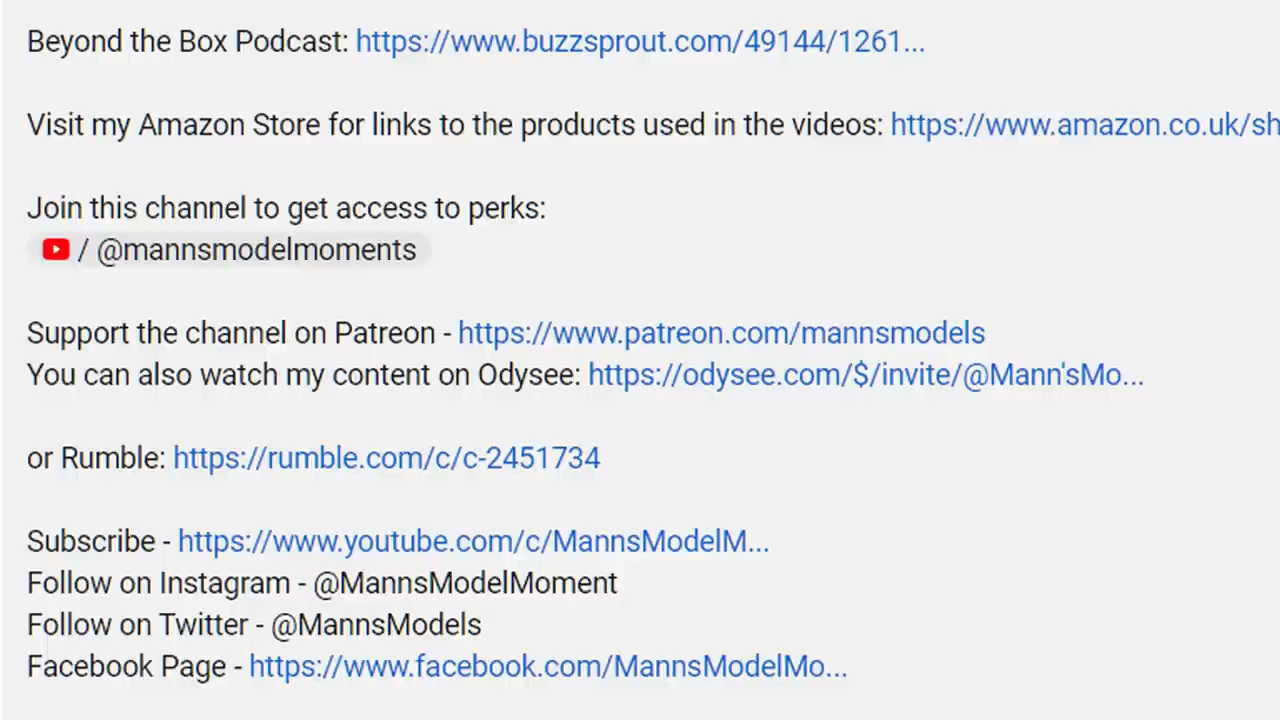 Beyond the Box Podcast: https://www.buzzsprout.com/49144/1261...
Visit my Amazon Store for links to the products used in the videos: https://www.amazon.co.uk/sh
Join this channel to get access to perks:
/ @mannsmodelmoments
Support the channel on Patreon - https://www.patreon.com/mannsmodels
You can also watch my content on Odysee: https://odysee.com/$/invite/@Mann'sMo...
or Rumble: https://rumble.com/c/c-2451734
Subscribe - https://www.youtube.com/c/MannsModelM...
Follow on Instagram - @MannsModelMoment
Follow on Twitter - @MannsModels
Facebook Page - https://www.facebook.com/MannsModelMo...